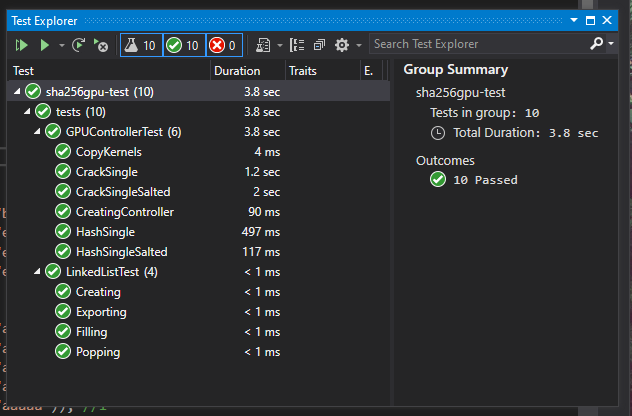 Test Explorer
10 10 0
Search Test Explorer
Test Duration Traits E.
sha256gpu-test (10) 3.8 sec
tests (10) 3.8 sec
GPUControllerTest (6) 3.8 sec
CopyKernels 4 ms
CrackSingle 1.2 sec
CrackSingleSalted 2 sec
CreatingController 90 ms
HashSingle 497 ms
HashSingleSalted 117 ms
LinkedListTest (4) < 1 ms
Creating < 1 ms
Exporting < 1 ms
Filling < 1 ms
Popping < 1 ms
Group Summary
sha256gpu-test
Tests in group: 10
Total Duration: 3.8 sec
Outcomes
10 Passed